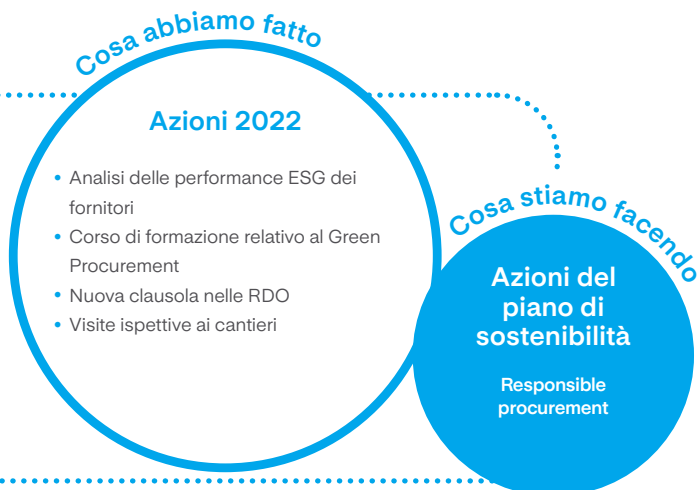 Cosa abbiamo fatto
Azioni 2022
• Analisi delle performance ESG dei
fornitori
• Corso di formazione relativo al Green
Procurement
• Nuova clausola nelle RDO
• Visite ispettive ai cantieri
Cosa stiamo facendo
Azioni del
piano di
sostenibilità
Responsible
procurement